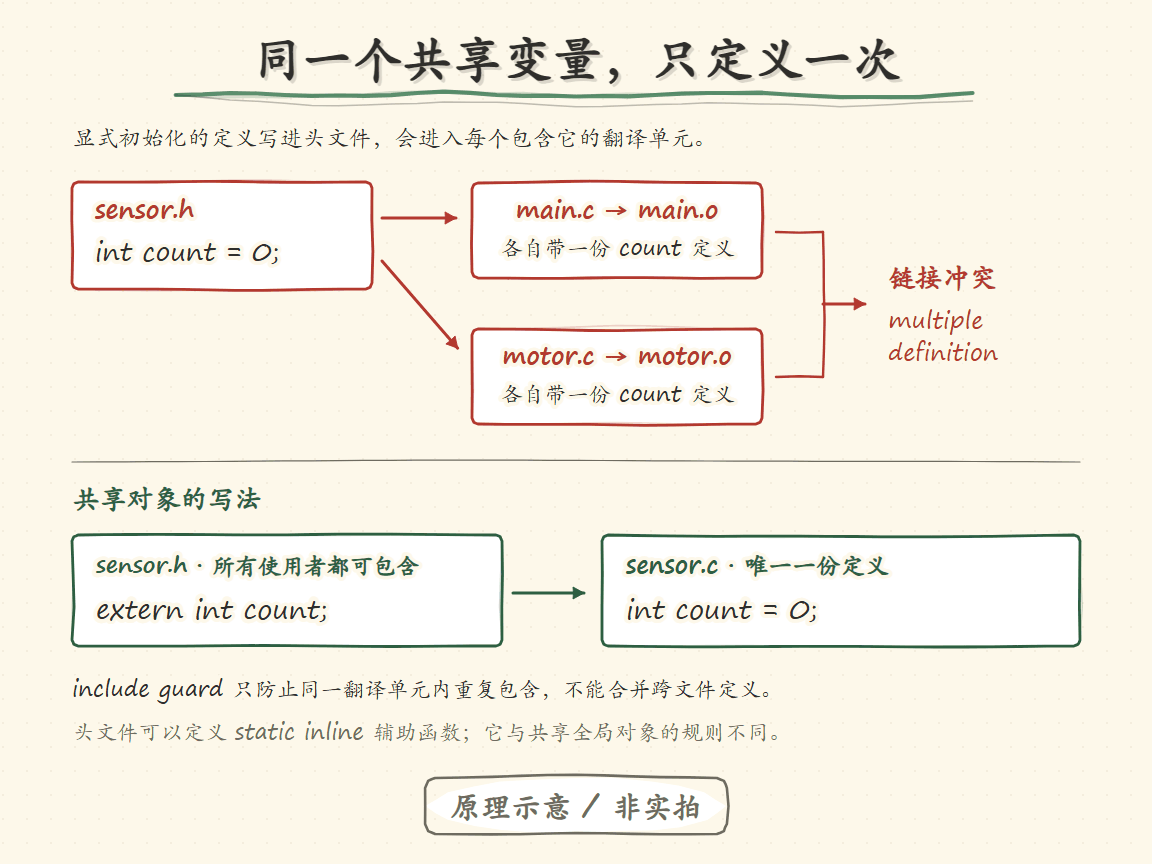 同一个共享变量，只定义一次
显式初始化的定义写进头文件，会进入每个包含它的翻译单元。
sensor.h
int count = 0;
main.c → main.o
各自带一份 count 定义
motor.c → motor.o
各自带一份 count 定义
链接冲突
multiple
definition
共享对象的写法
sensor.h · 所有使用者都可包含
extern int count;
sensor.c · 唯一一份定义
int count = 0;
include guard 只防止同一翻译单元内重复包含，不能合并跨文件定义。
头文件可以定义 static inline 辅助函数；它与共享全局对象的规则不同。
原理示意 / 非实拍